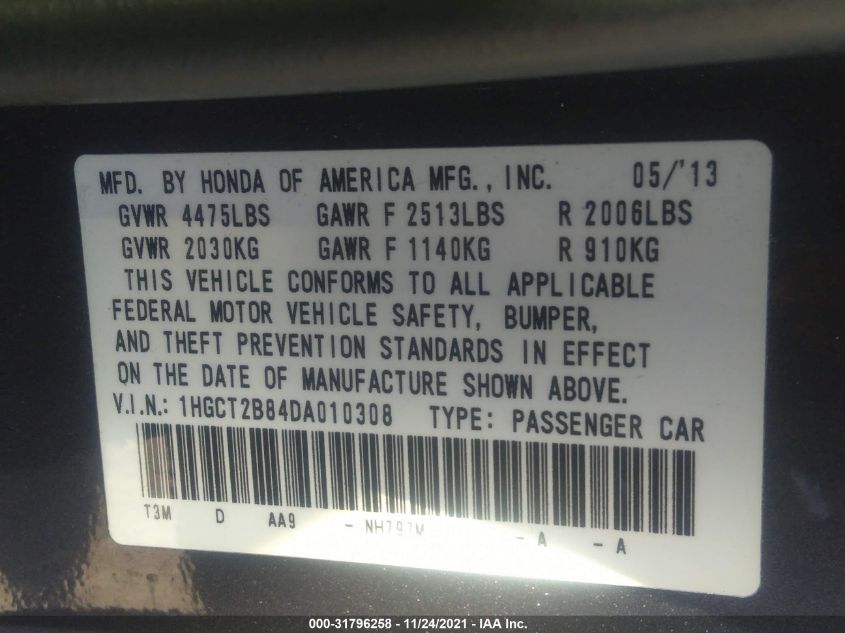 MFD. BY HONDA OF AMERICA MFG., INC. 05/'13
GVWR 4475LBS GAWR F 2513LBS R 2006LBS
GVWR 2030KG GAWR F 1140KG R 910KG
THIS VEHICLE CONFORMS TO ALL APPLICABLE
FEDERAL MOTOR VEHICLE SAFETY, BUMPER,
AND THEFT PREVENTION STANDARDS IN EFFECT
ON THE DATE OF MANUFACTURE SHOWN ABOVE.
V.I.N.: 1HGCT2B84DA010308 TYPE: PASSENGER CAR
T3M D AA9 - NH797M - A - A
000-31796258 - 11/24/2021 - IAA Inc.